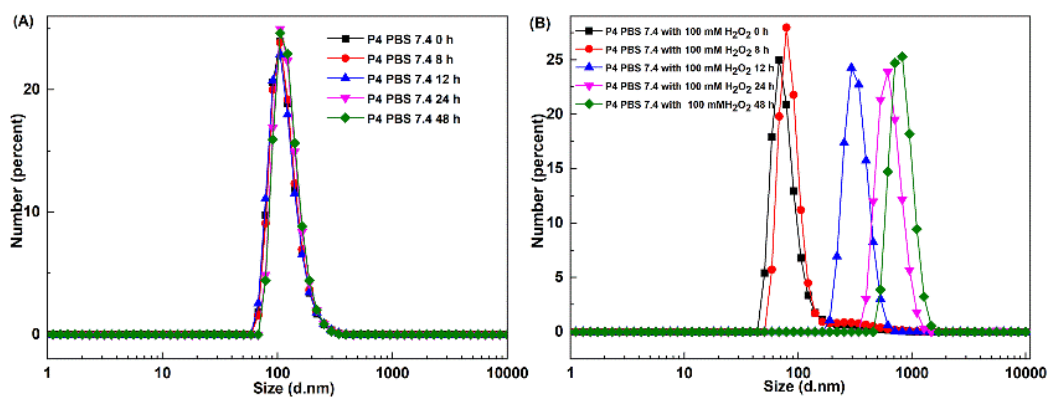 (A)
P4 PBS 7.4 0 h
P4 PBS 7.4 8 h
P4 PBS 7.4 12 h
P4 PBS 7.4 24 h
P4 PBS 7.4 48 h
Number (percent)
20
10
0
1
10
100
1000
10000
Size (d.nm)
(B)
P4 PBS 7.4 with 100 mM H₂O₂ 0 h
P4 PBS 7.4 with 100 mM H₂O₂ 8 h
P4 PBS 7.4 with 100 mM H₂O₂ 12 h
P4 PBS 7.4 with 100 mM H₂O₂ 24 h
P4 PBS 7.4 with 100 mMH₂O₂ 48 h
Number (percent)
25
20
15
10
5
0
1
10
100
1000
10000
Size (d.nm)